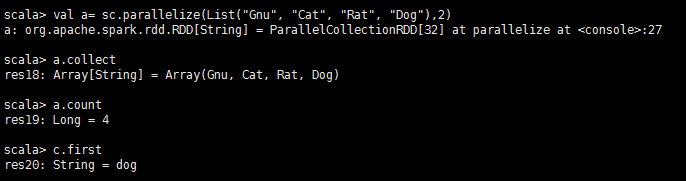 scala> val a= sc.parallelize(List("Gnu", "Cat", "Rat", "Dog"),2)
a: org.apache.spark.rdd.RDD[String] = ParallelCollectionRDD[32] at parallelize at <console>:27
scala> a.collect
res18: Array[String] = Array(Gnu, Cat, Rat, Dog)
scala> a.count
res19: Long = 4
scala> c.first
res20: String = dog